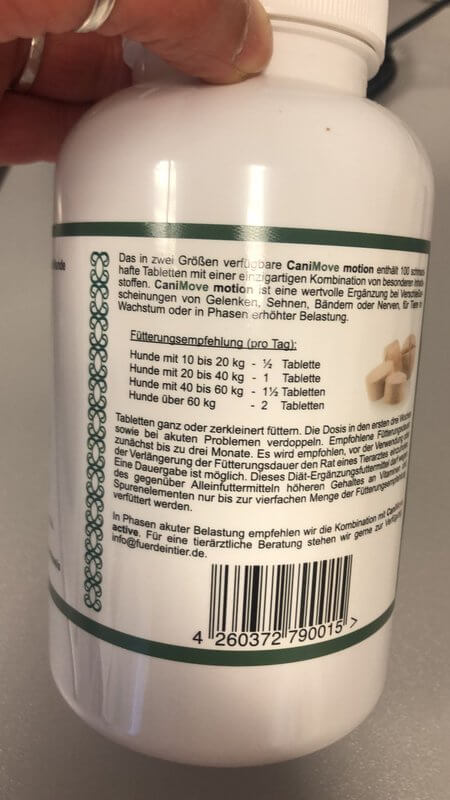 Das in zwei Größen verfügbare CaniMove motion enthält 100 schmack
hafte Tabletten mit einer einzigartigen Kombination von besonderen
stoffen. CaniMove motion ist eine wertvolle Ergänzung bei Verschleißer
scheinungen von Gelenken, Sehnen, Bändern oder Nerven, für Tiere
Wachstum oder in Phasen erhöhter Belastung.
Fütterungsempfehlung (pro Tag):
Hunde mit 10 bis 20 kg - ½ Tablette
Hunde mit 20 bis 40 kg - 1 Tablette
Hunde mit 40 bis 60 kg - 1½ Tabletten
Hunde über 60 kg - 2 Tabletten
Tabletten ganz oder zerkleinert füttern. Die Dosis in den ersten drei Wochen
sowie bei akuten Problemen verdoppeln. Empfohlene Fütterungsdauer
zunächst bis zu drei Monate. Es wird empfohlen, vor der Verwendung
der Verlängerung der Fütterungsdauer den Rat eines Tierarztes
Eine Dauergabe ist möglich. Dieses Diät-Ergänzungsfuttermittel darf wegen
des gegenüber Alleinfuttermitteln höheren Gehaltes an Vitaminen
Spurenelementen nur bis zur vierfachen Menge der Fütterungsempfehlung
verfüttert werden.
In Phasen akuter Belastung empfehlen wir die Kombination mit CaniMove
active. Für eine tierärztliche Beratung stehen wir gerne zur Verfügung
info@fuerdeintier.de.
4 260372 790015 >